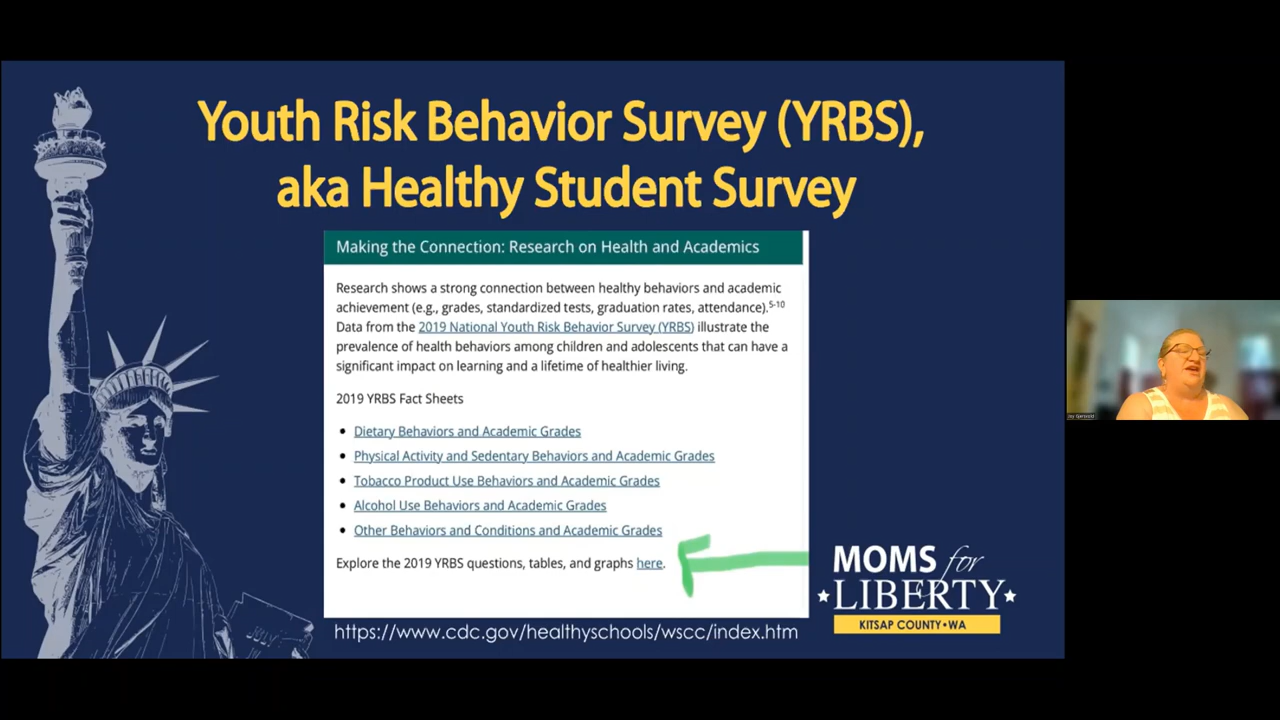 Youth Risk Behavior Survey (YRBS),
aka Healthy Student Survey
Making the Connection: Research on Health and Academics
Research shows a strong connection between healthy behaviors and academic
achievement (e.g., grades, standardized tests, graduation rates, attendance).5-10
Data from the 2019 National Youth Risk Behavior Survey (YRBS) illustrate the
prevalence of health behaviors among children and adolescents that can have a
significant impact on learning and a lifetime of healthier living.
2019 YRBS Fact Sheets
• Dietary Behaviors and Academic Grades
• Physical Activity and Sedentary Behaviors and Academic Grades
• Tobacco Product Use Behaviors and Academic Grades
• Alcohol Use Behaviors and Academic Grades
• Other Behaviors and Conditions and Academic Grades
Explore the 2019 YRBS questions, tables, and graphs here.
https://www.cdc.gov/healthyschools/wscc/index.htm
MOMS for
LIBERTY
KITSAP COUNTY•WA
JULY